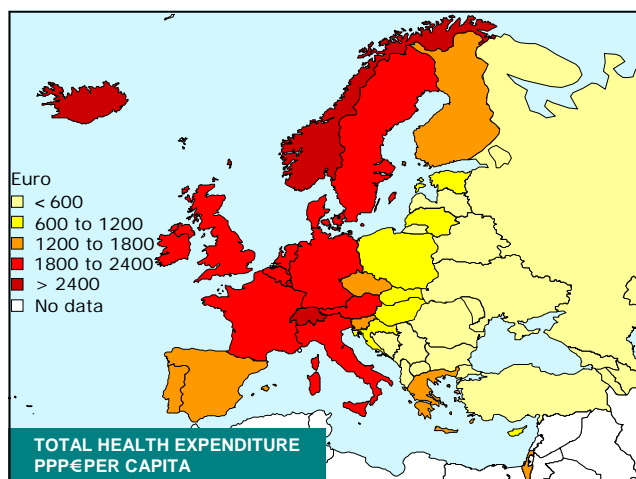 Euro
< 600
600 to 1200
1200 to 1800
1800 to 2400
> 2400
No data
TOTAL HEALTH EXPENDITURE
PPP€PER CAPITA